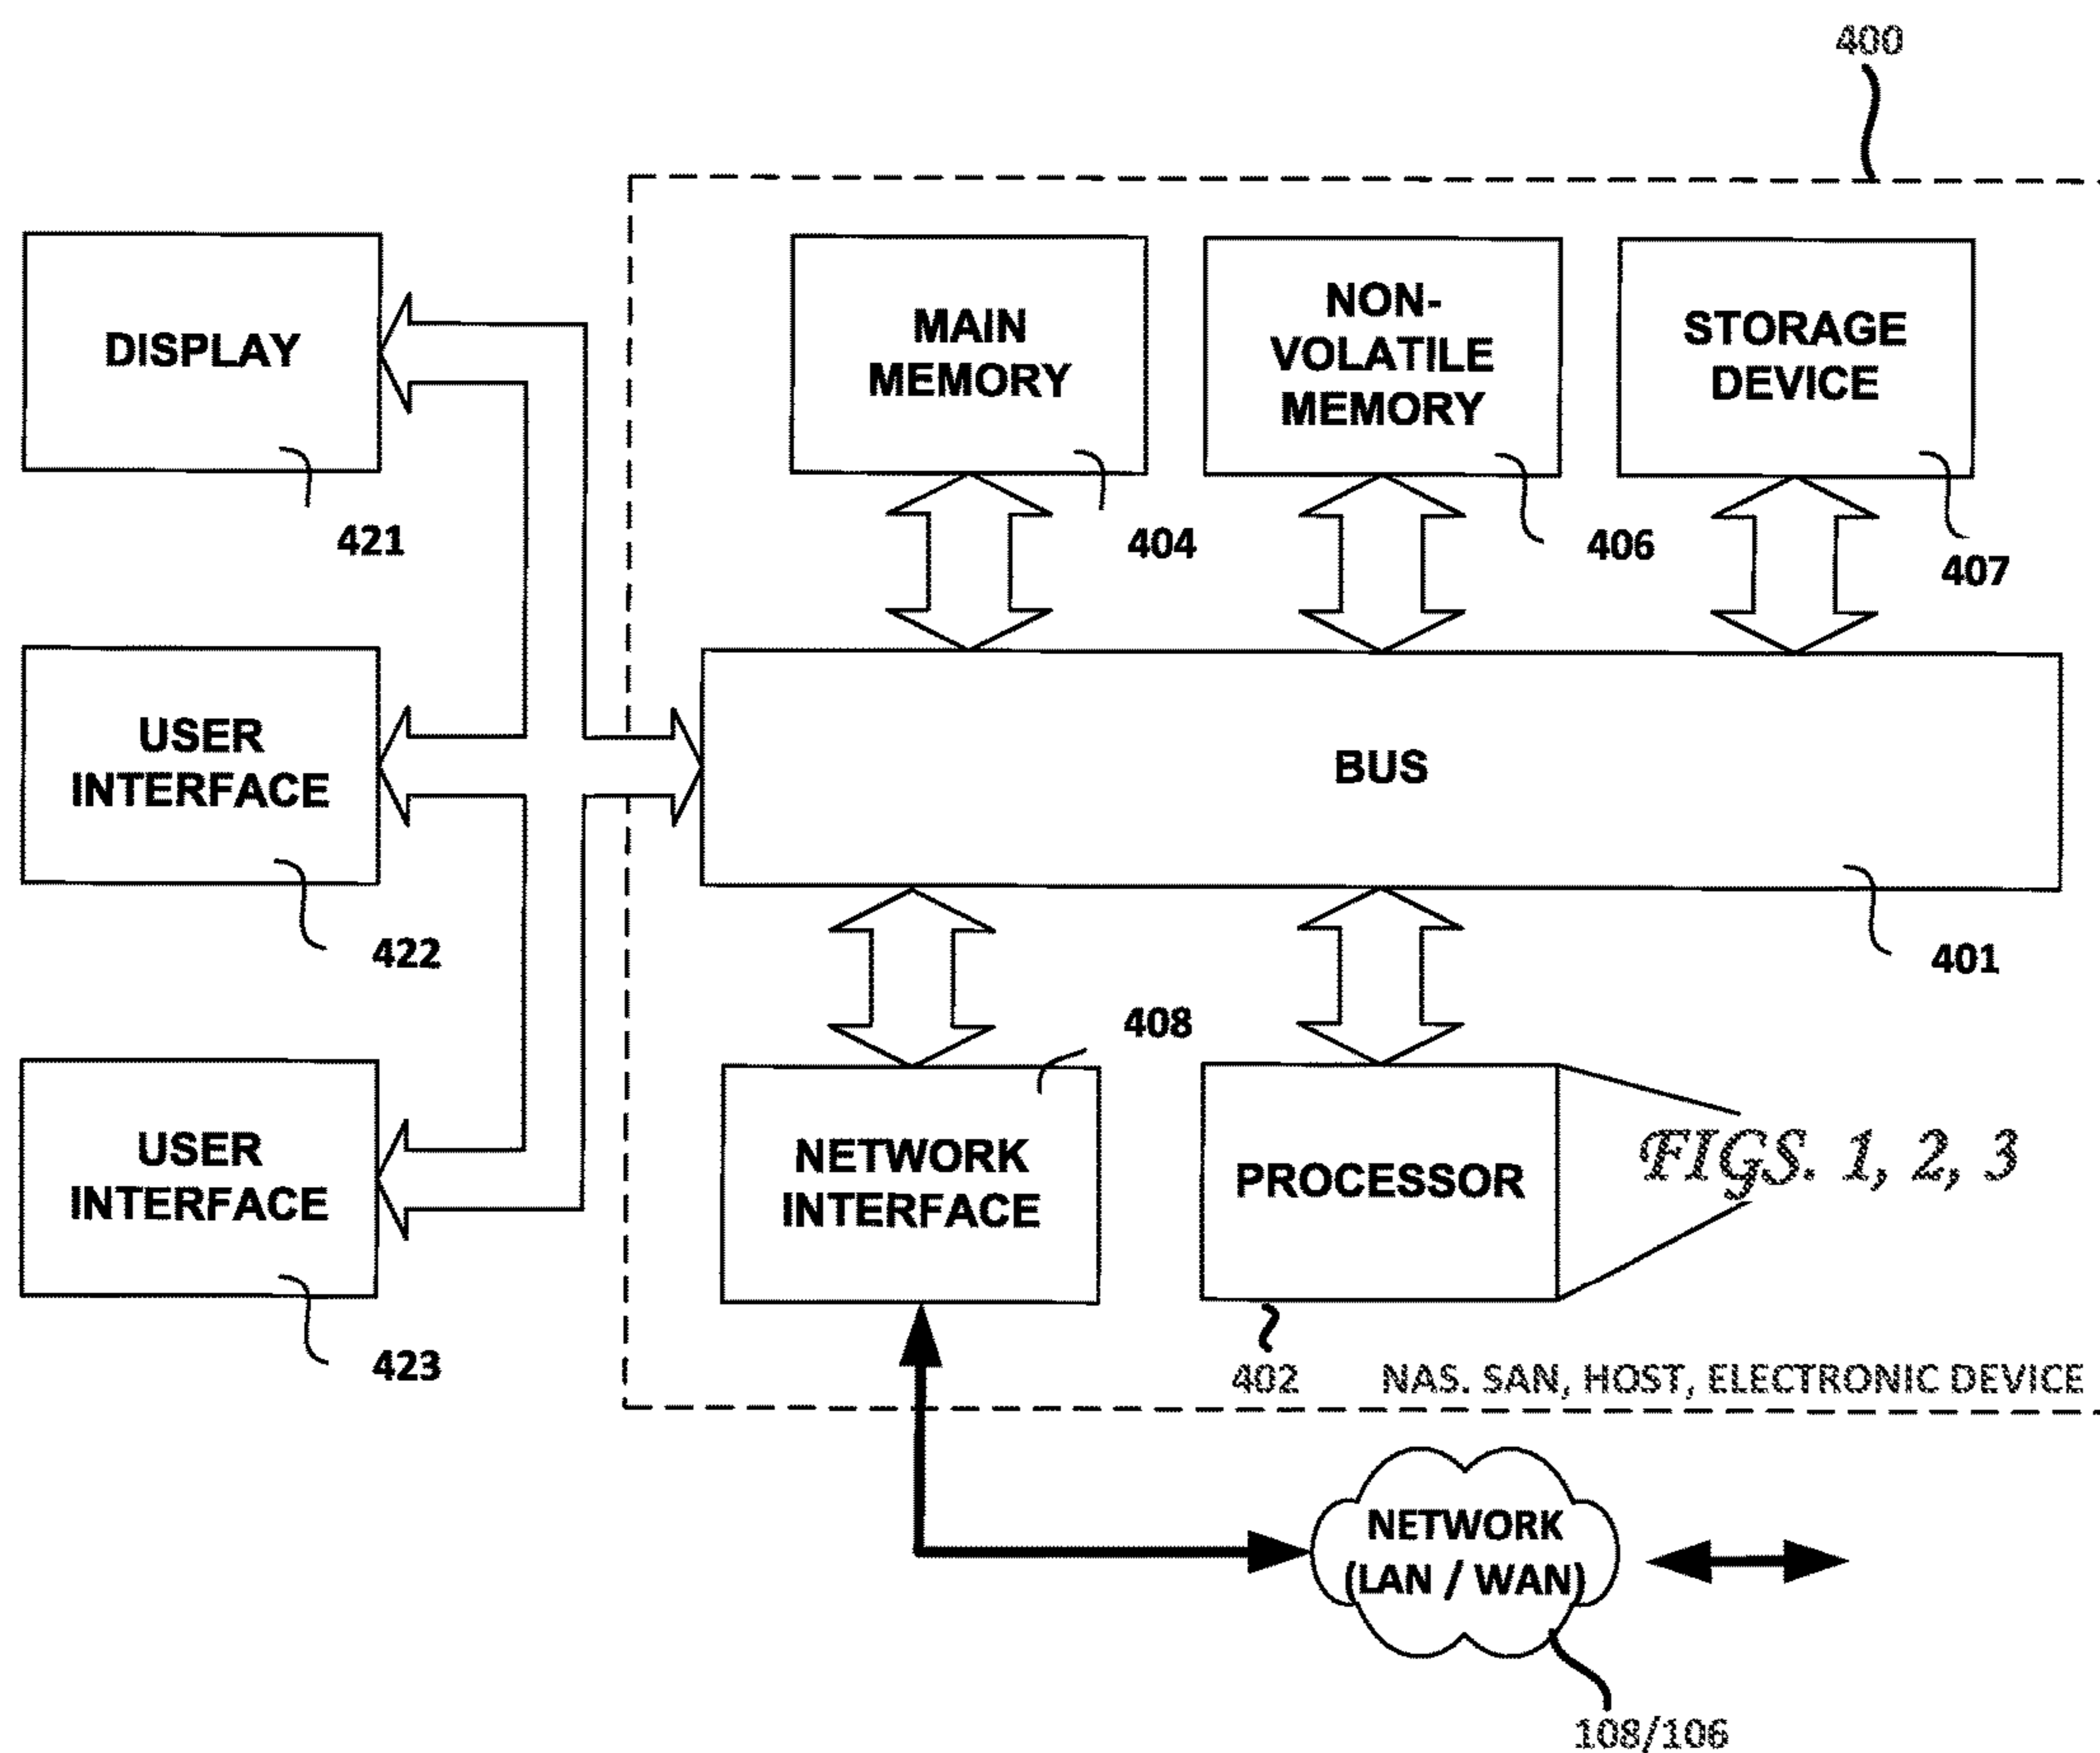 400
DISPLAY
421
MAIN
MEMORY
404
NON-
VOLATILE
MEMORY
406
STORAGE
DEVICE
407
USER
INTERFACE
422
BUS
401
USER
INTERFACE
423
408
NETWORK
INTERFACE
PROCESSOR
FIGS. 1, 2, 3
402
NAS. SAN, HOST, ELECTRONIC DEVICE
NETWORK
(LAN / WAN)
108/106